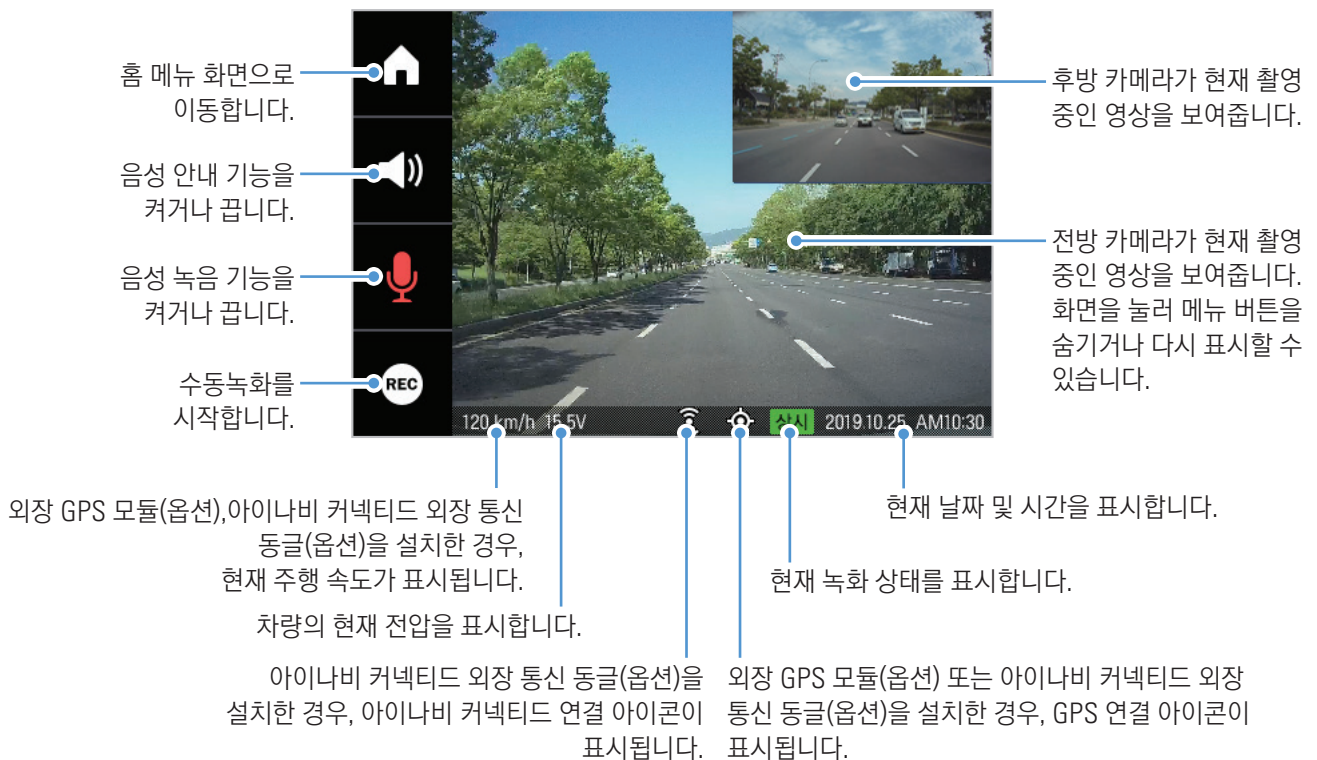 홈 메뉴 화면으로
이동합니다.
음성 안내 기능을
켜거나 끕니다.
음성 녹음 기능을
켜거나 끕니다.
수동녹화를
시작합니다.
REC
120 km/h 15.5V
상시
2019.10.25 AM10:30
후방 카메라가 현재 촬영
중인 영상을 보여줍니다.
전방 카메라가 현재 촬영
중인 영상을 보여줍니다.
화면을 눌러 메뉴 버튼을
숨기거나 다시 표시할 수
있습니다.
외장 GPS 모듈(옵션),아이나비 커넥티드 외장 통신
동글(옵션)을 설치한 경우,
현재 주행 속도가 표시됩니다.
차량의 현재 전압을 표시합니다.
아이나비 커넥티드 외장 통신 동글(옵션)을
설치한 경우, 아이나비 커넥티드 연결 아이콘이
표시됩니다.
외장 GPS 모듈(옵션) 또는 아이나비 커넥티드 외장
통신 동글(옵션)을 설치한 경우, GPS 연결 아이콘이
표시됩니다.
현재 녹화 상태를 표시합니다.
현재 날짜 및 시간을 표시합니다.